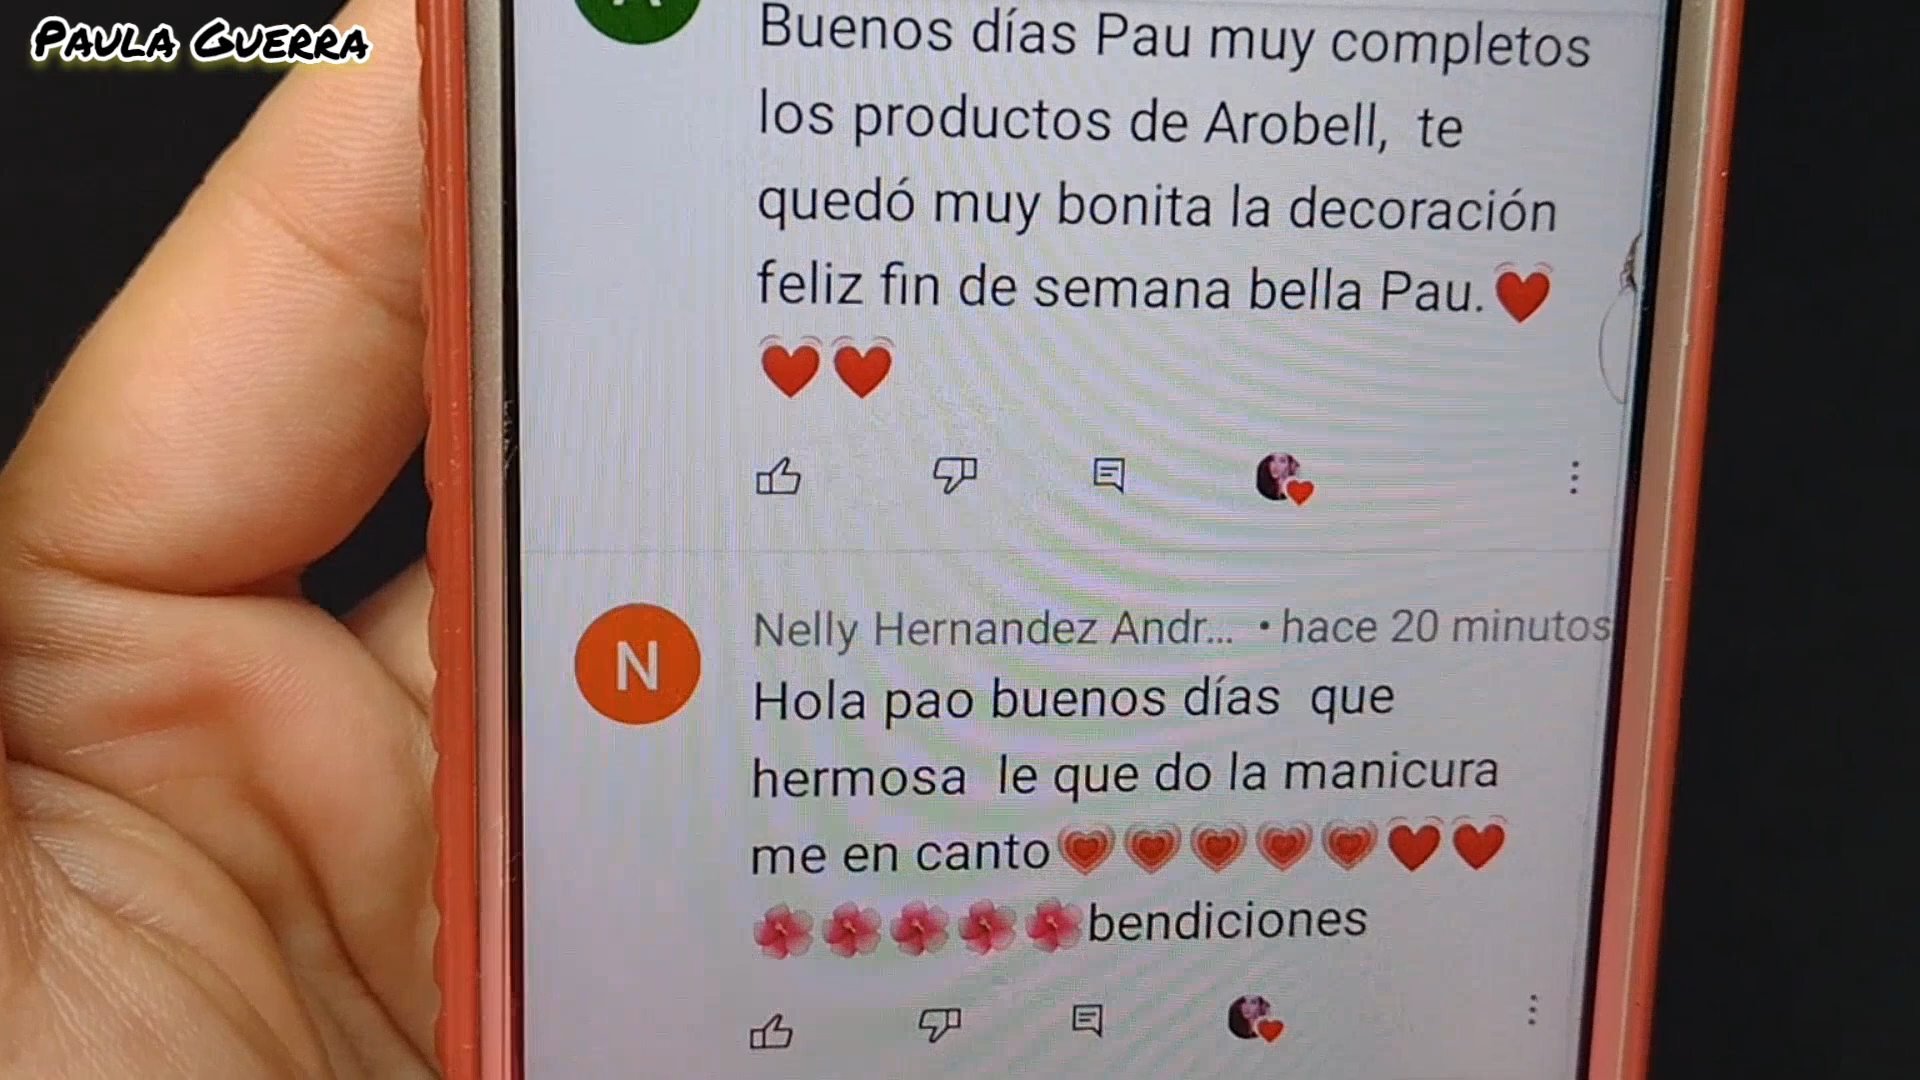 PAULA GUERRA
Buenos días Pau muy completos
los productos de Arobell, te
quedó muy bonita la decoración
feliz fin de semana bella Pau.❤️
❤️❤️
Nelly Hernandez Andr... • hace 20 minutos
N
Hola pao buenos días que
hermosa le que do la manicura
me en canto💗💗💗💗💗❤️❤️
🌺🌺🌺🌺🌺bendiciones